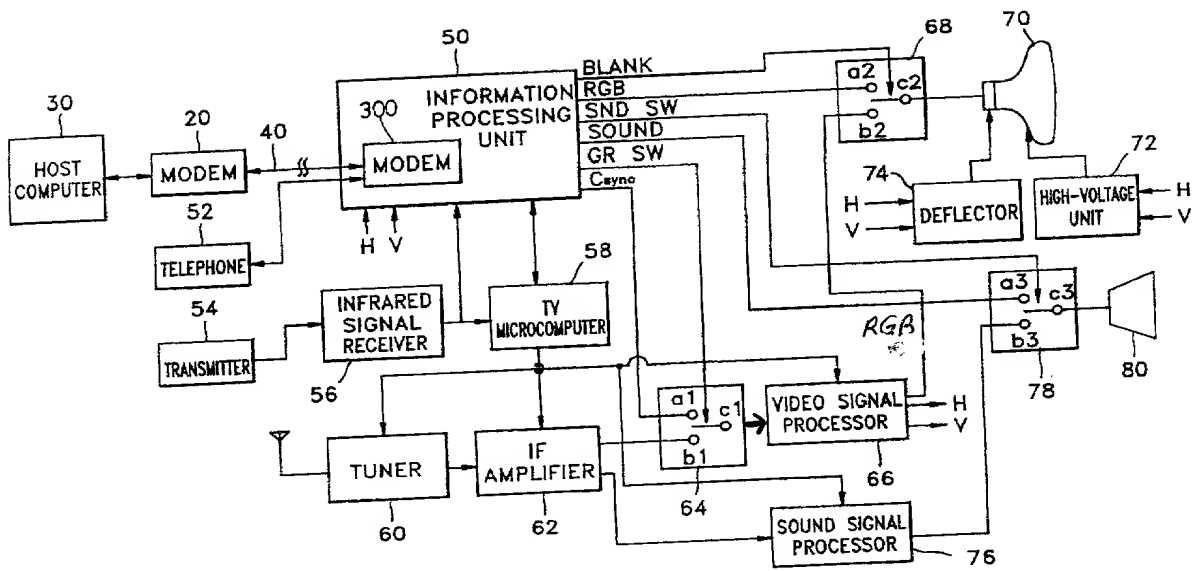 50
68
70
BLANK
RGB
SND SW
SOUND
GR SW
Csync
INFORMATION
PROCESSING
UNIT
300
MODEM
a2
c2
b2
30
HOST
COMPUTER
20
MODEM
40
72
HIGH-VOLTAGE
UNIT
H
V
74
H
V
DEFLECTOR
52
TELEPHONE
H
V
58
TV
MICROCOMPUTER
54
TRANSMITTER
INFRARED
SIGNAL
RECEIVER
56
a3
c3
b3
78
80
RGB
a1
c1
b1
64
VIDEO SIGNAL
PROCESSOR
66
H
V
TUNER
60
IF
AMPLIFIER
62
SOUND SIGNAL
PROCESSOR
76